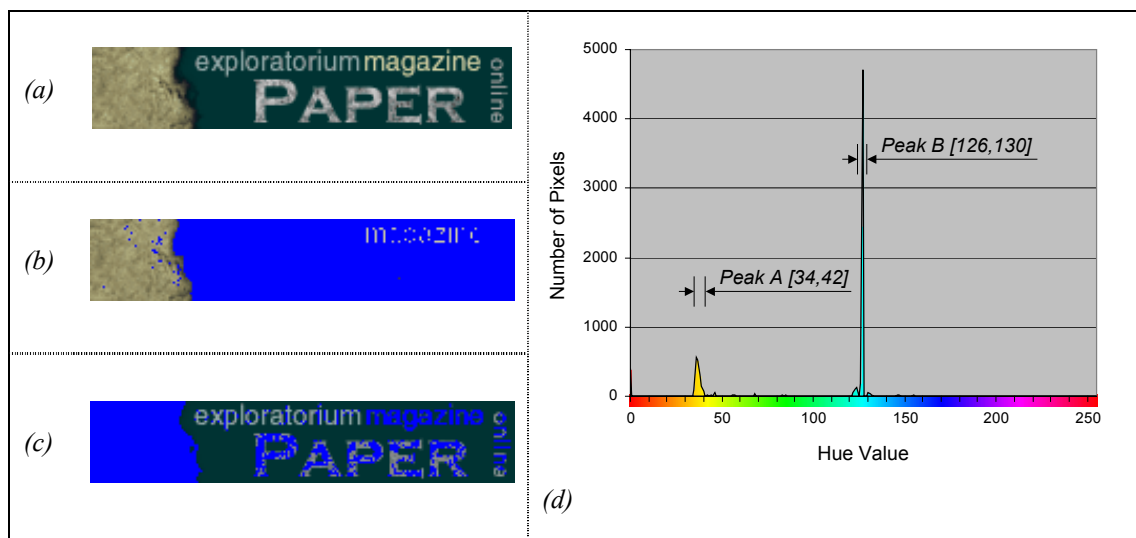 (a)
exploratorium magazine
PAPER
online
(b)
(c)
exploratorium magazine
PAPER
online
(d)
Number of Pixels
5000
4000
3000
2000
1000
0
Peak B [126,130]
Peak A [34,42]
0 50 100 150 200 250
Hue Value